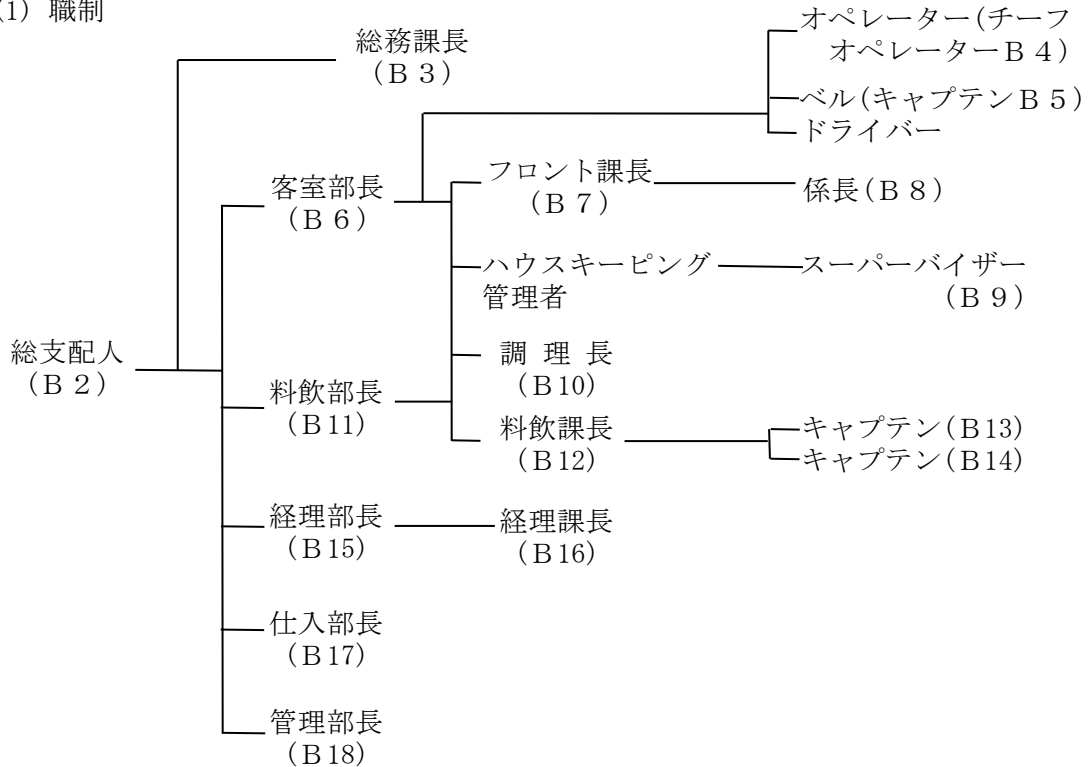 (1) 職制
総務課長
（Ｂ３）
オペレーター(チーフ
オペレーターＢ４)
ベル(キャプテンＢ５)
ドライバー
客室部長
（Ｂ６）
フロント課長
（Ｂ７）
係長(Ｂ８)
ハウスキーピング
管理者
スーパーバイザー
（Ｂ９）
総支配人
（Ｂ２）
調 理 長
（Ｂ10）
料飲部長
（Ｂ11）
料飲課長
（Ｂ12）
キャプテン(Ｂ13)
キャプテン(Ｂ14)
経理部長
（Ｂ15）
経理課長
（Ｂ16）
仕入部長
（Ｂ17）
管理部長
（Ｂ18）